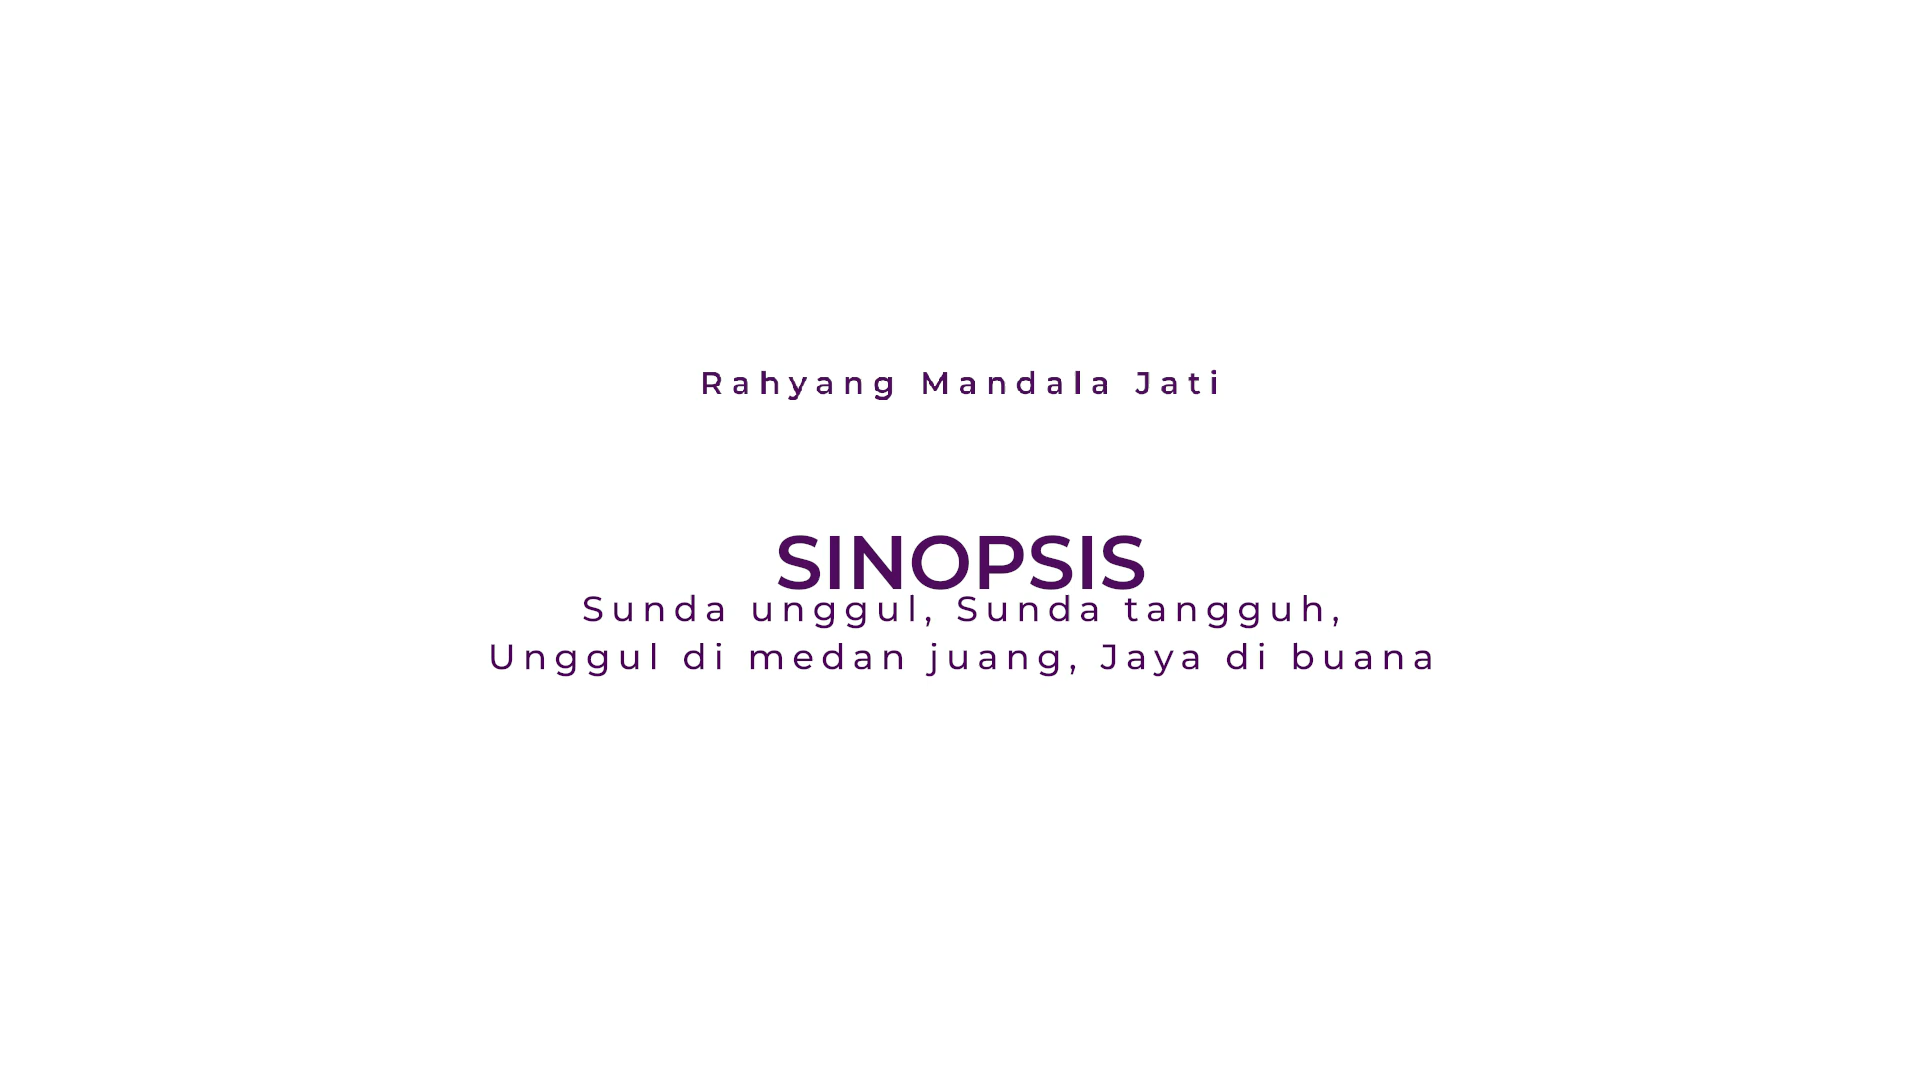 Rahyang Mandala Jati
SINOPSIS
Sunda unggul, Sunda tangguh,
Unggul di medan juang, Jaya di buana